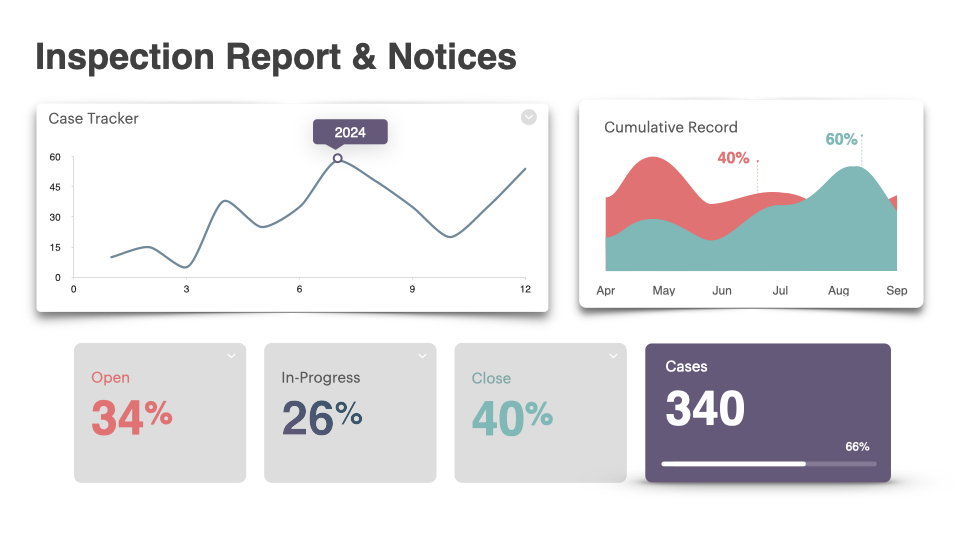 Inspection Report & Notices
Case Tracker
2024
60
45
30
15
0
0 3 6 9 12
Cumulative Record
40%
60%
Apr May Jun Jul Aug Sep
Open
34%
In-Progress
26%
Close
40%
Cases
340
66%